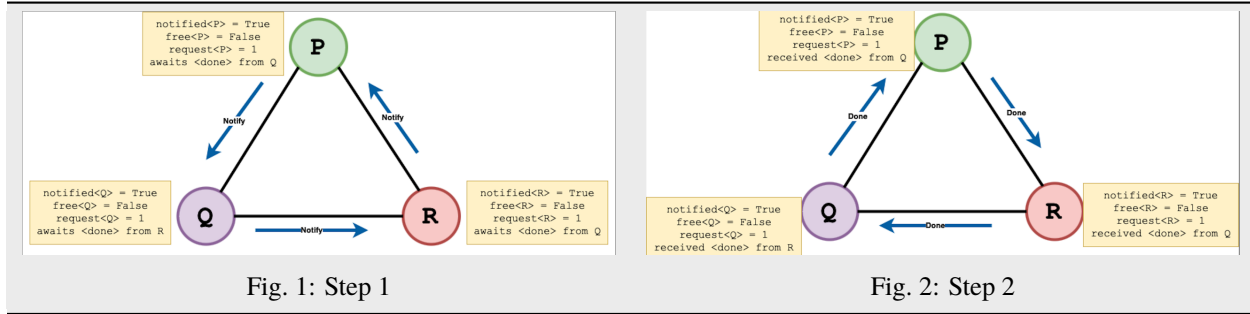 notified<P> = True
free<P> = False
request<P> = 1
awaits <done> from Q
P
Notify
Notify
notified<Q> = True
free<Q> = False
request<Q> = 1
awaits <done> from R
Q
Notify
R
notified<R> = True
free<R> = False
request<R> = 1
awaits <done> from Q
Fig. 1: Step 1
notified<P> = True
free<P> = False
request<P> = 1
received <done> from Q
P
Done
Done
notified<Q> = True
free<Q> = False
request<Q> = 1
received <done> from R
Q
Done
R
notified<R> = True
free<R> = False
request<R> = 1
received <done> from Q
Fig. 2: Step 2